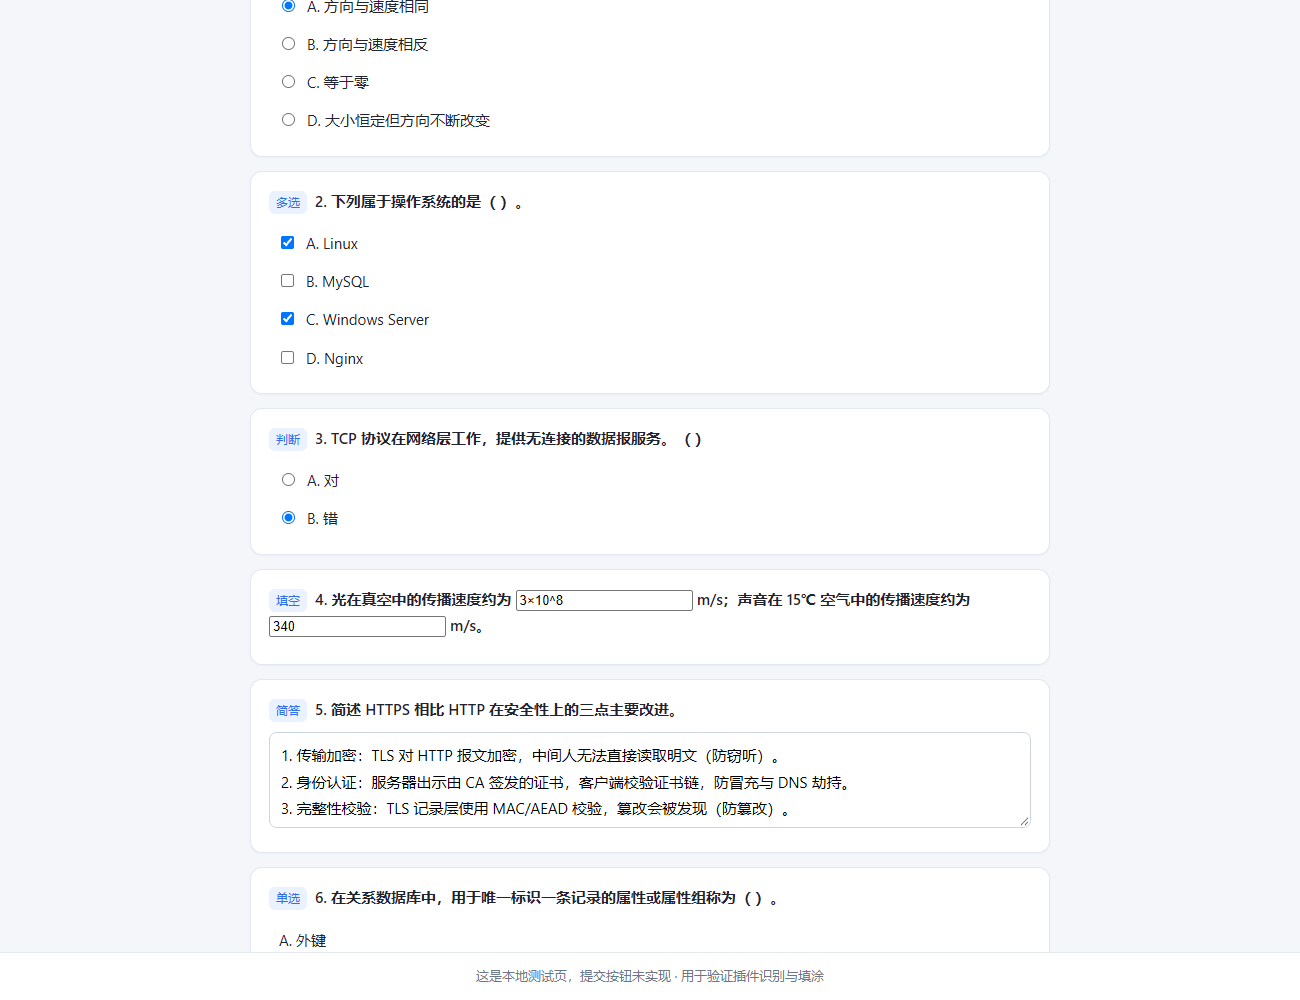 A. 方向与速度相同
B. 方向与速度相反
C. 等于零
D. 大小恒定但方向不断改变
多选 2. 下列属于操作系统的是（ ）。
A. Linux
B. MySQL
C. Windows Server
D. Nginx
判断 3. TCP 协议在网络层工作，提供无连接的数据报服务。（ ）
A. 对
B. 错
填空 4. 光在真空中的传播速度约为 3×10^8 m/s；声音在 15℃ 空气中的传播速度约为
340 m/s。
简答 5. 简述 HTTPS 相比 HTTP 在安全性上的三点主要改进。
1. 传输加密：TLS 对 HTTP 报文加密，中间人无法直接读取明文（防窃听）。
2. 身份认证：服务器出示由 CA 签发的证书，客户端校验证书链，防冒充与 DNS 劫持。
3. 完整性校验：TLS 记录层使用 MAC/AEAD 校验，篡改会被发现（防篡改）。
单选 6. 在关系数据库中，用于唯一标识一条记录的属性或属性组称为（ ）。
A. 外键
这是本地测试页，提交按钮未实现 · 用于验证插件识别与填涂